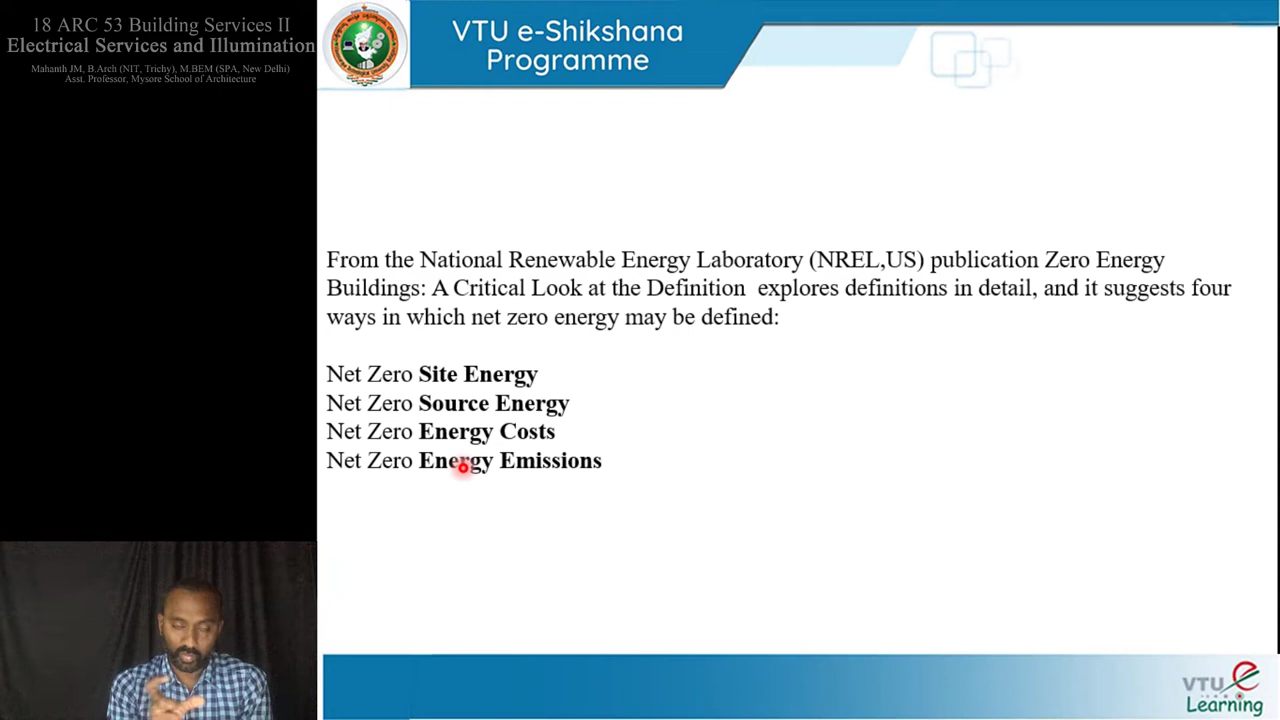 18 ARC 53 Building Services II
Electrical Services and Illumination
Mahanth JM, B.Arch (NIT, Trichy), M.BEM (SPA, New Delhi)
Asst. Professor, Mysore School of Architecture
VTU e-Shikshana
Programme
From the National Renewable Energy Laboratory (NREL,US) publication Zero Energy
Buildings: A Critical Look at the Definition explores definitions in detail, and it suggests four
ways in which net zero energy may be defined:
Net Zero Site Energy
Net Zero Source Energy
Net Zero Energy Costs
Net Zero Energy Emissions
VTU e
Learning